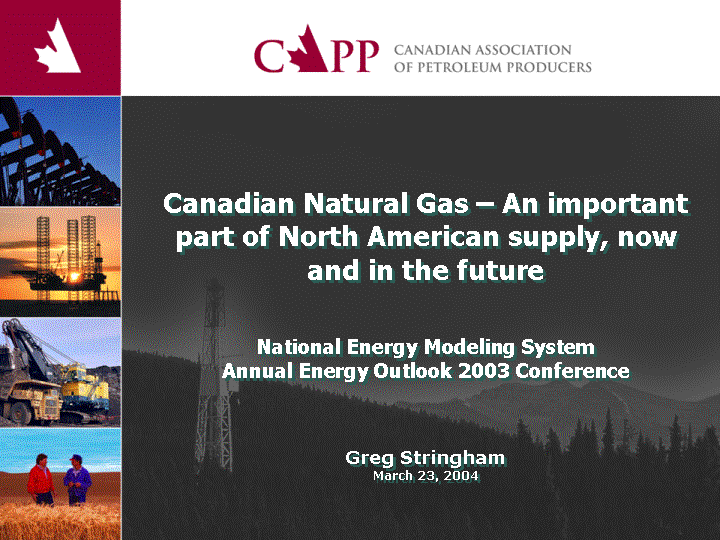 CAPP CANADIAN ASSOCIATION
OF PETROLEUM PRODUCERS
Canadian Natural Gas – An important
part of North American supply, now
and in the future
National Energy Modeling System
Annual Energy Outlook 2003 Conference
Greg Stringham
March 23, 2004